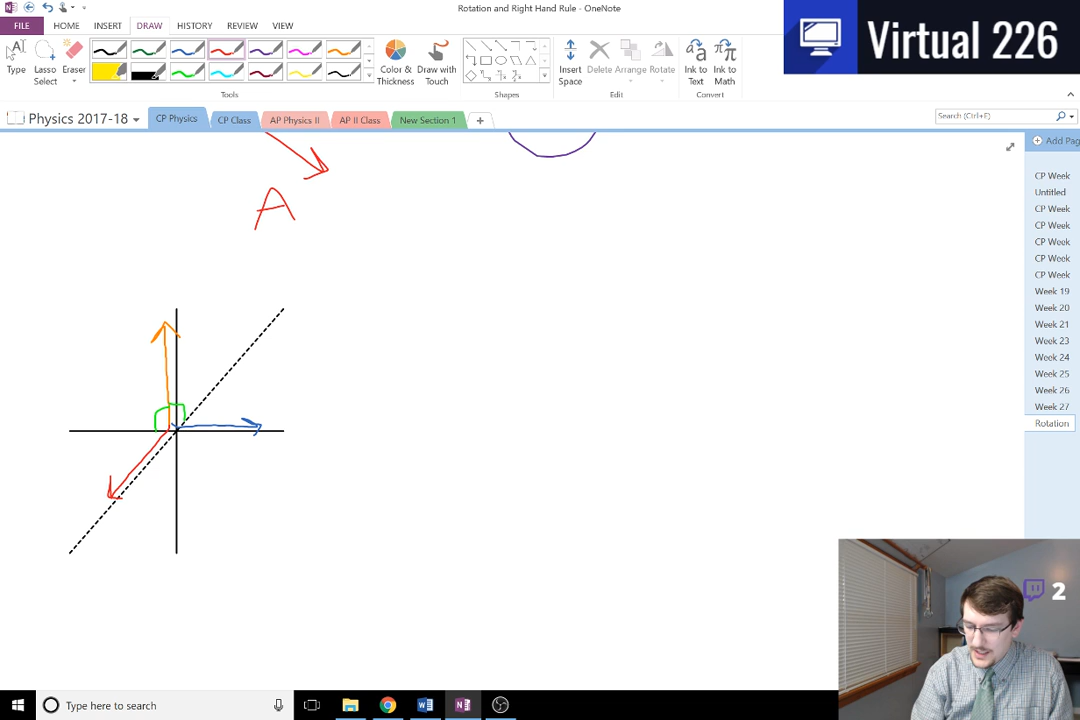 Rotation and Right Hand Rule - OneNote
Virtual 226
FILE HOME INSERT DRAW HISTORY REVIEW VIEW
Type
Lasso Select
Eraser
Color & Thickness
Draw with Touch
Insert Space
Delete
Arrange
Rotate
Ink to Text
Ink to Math
Tools
Shapes
Edit
Convert
Physics 2017-18
CP Physics
CP Class
AP Physics II
AP II Class
New Section 1
Search (Ctrl+E)
Add Pag
CP Week
Untitled
CP Week
CP Week
CP Week
CP Week
CP Week
Week 19
Week 20
Week 21
Week 23
Week 24
Week 25
Week 26
Week 27
Rotation
A
2
Type here to search